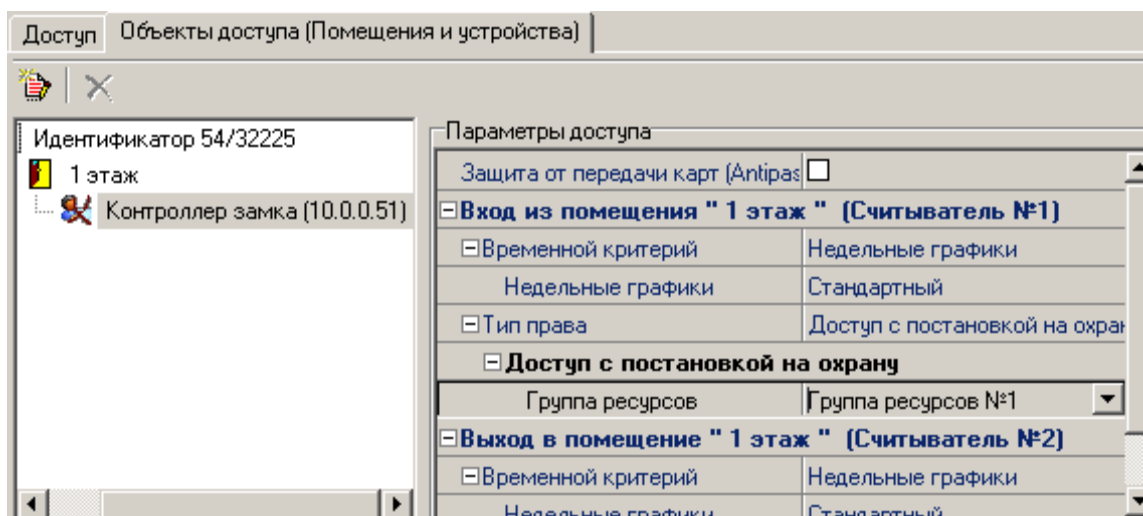 Доступ
Объекты доступа (Помещения и устройства)
Идентификатор 54/32225
1 этаж
Контроллер замка (10.0.0.51)
Параметры доступа
Защита от передачи карт (Antipas
Вход из помещения " 1 этаж " (Считыватель №1)
Временной критерий Недельные графики
Недельные графики Стандартный
Тип права Доступ с постановкой на охран
Доступ с постановкой на охрану
Группа ресурсов Группа ресурсов №1
Выход в помещение " 1 этаж " (Считыватель №2)
Временной критерий Недельные графики
Недельные графики Стандартный